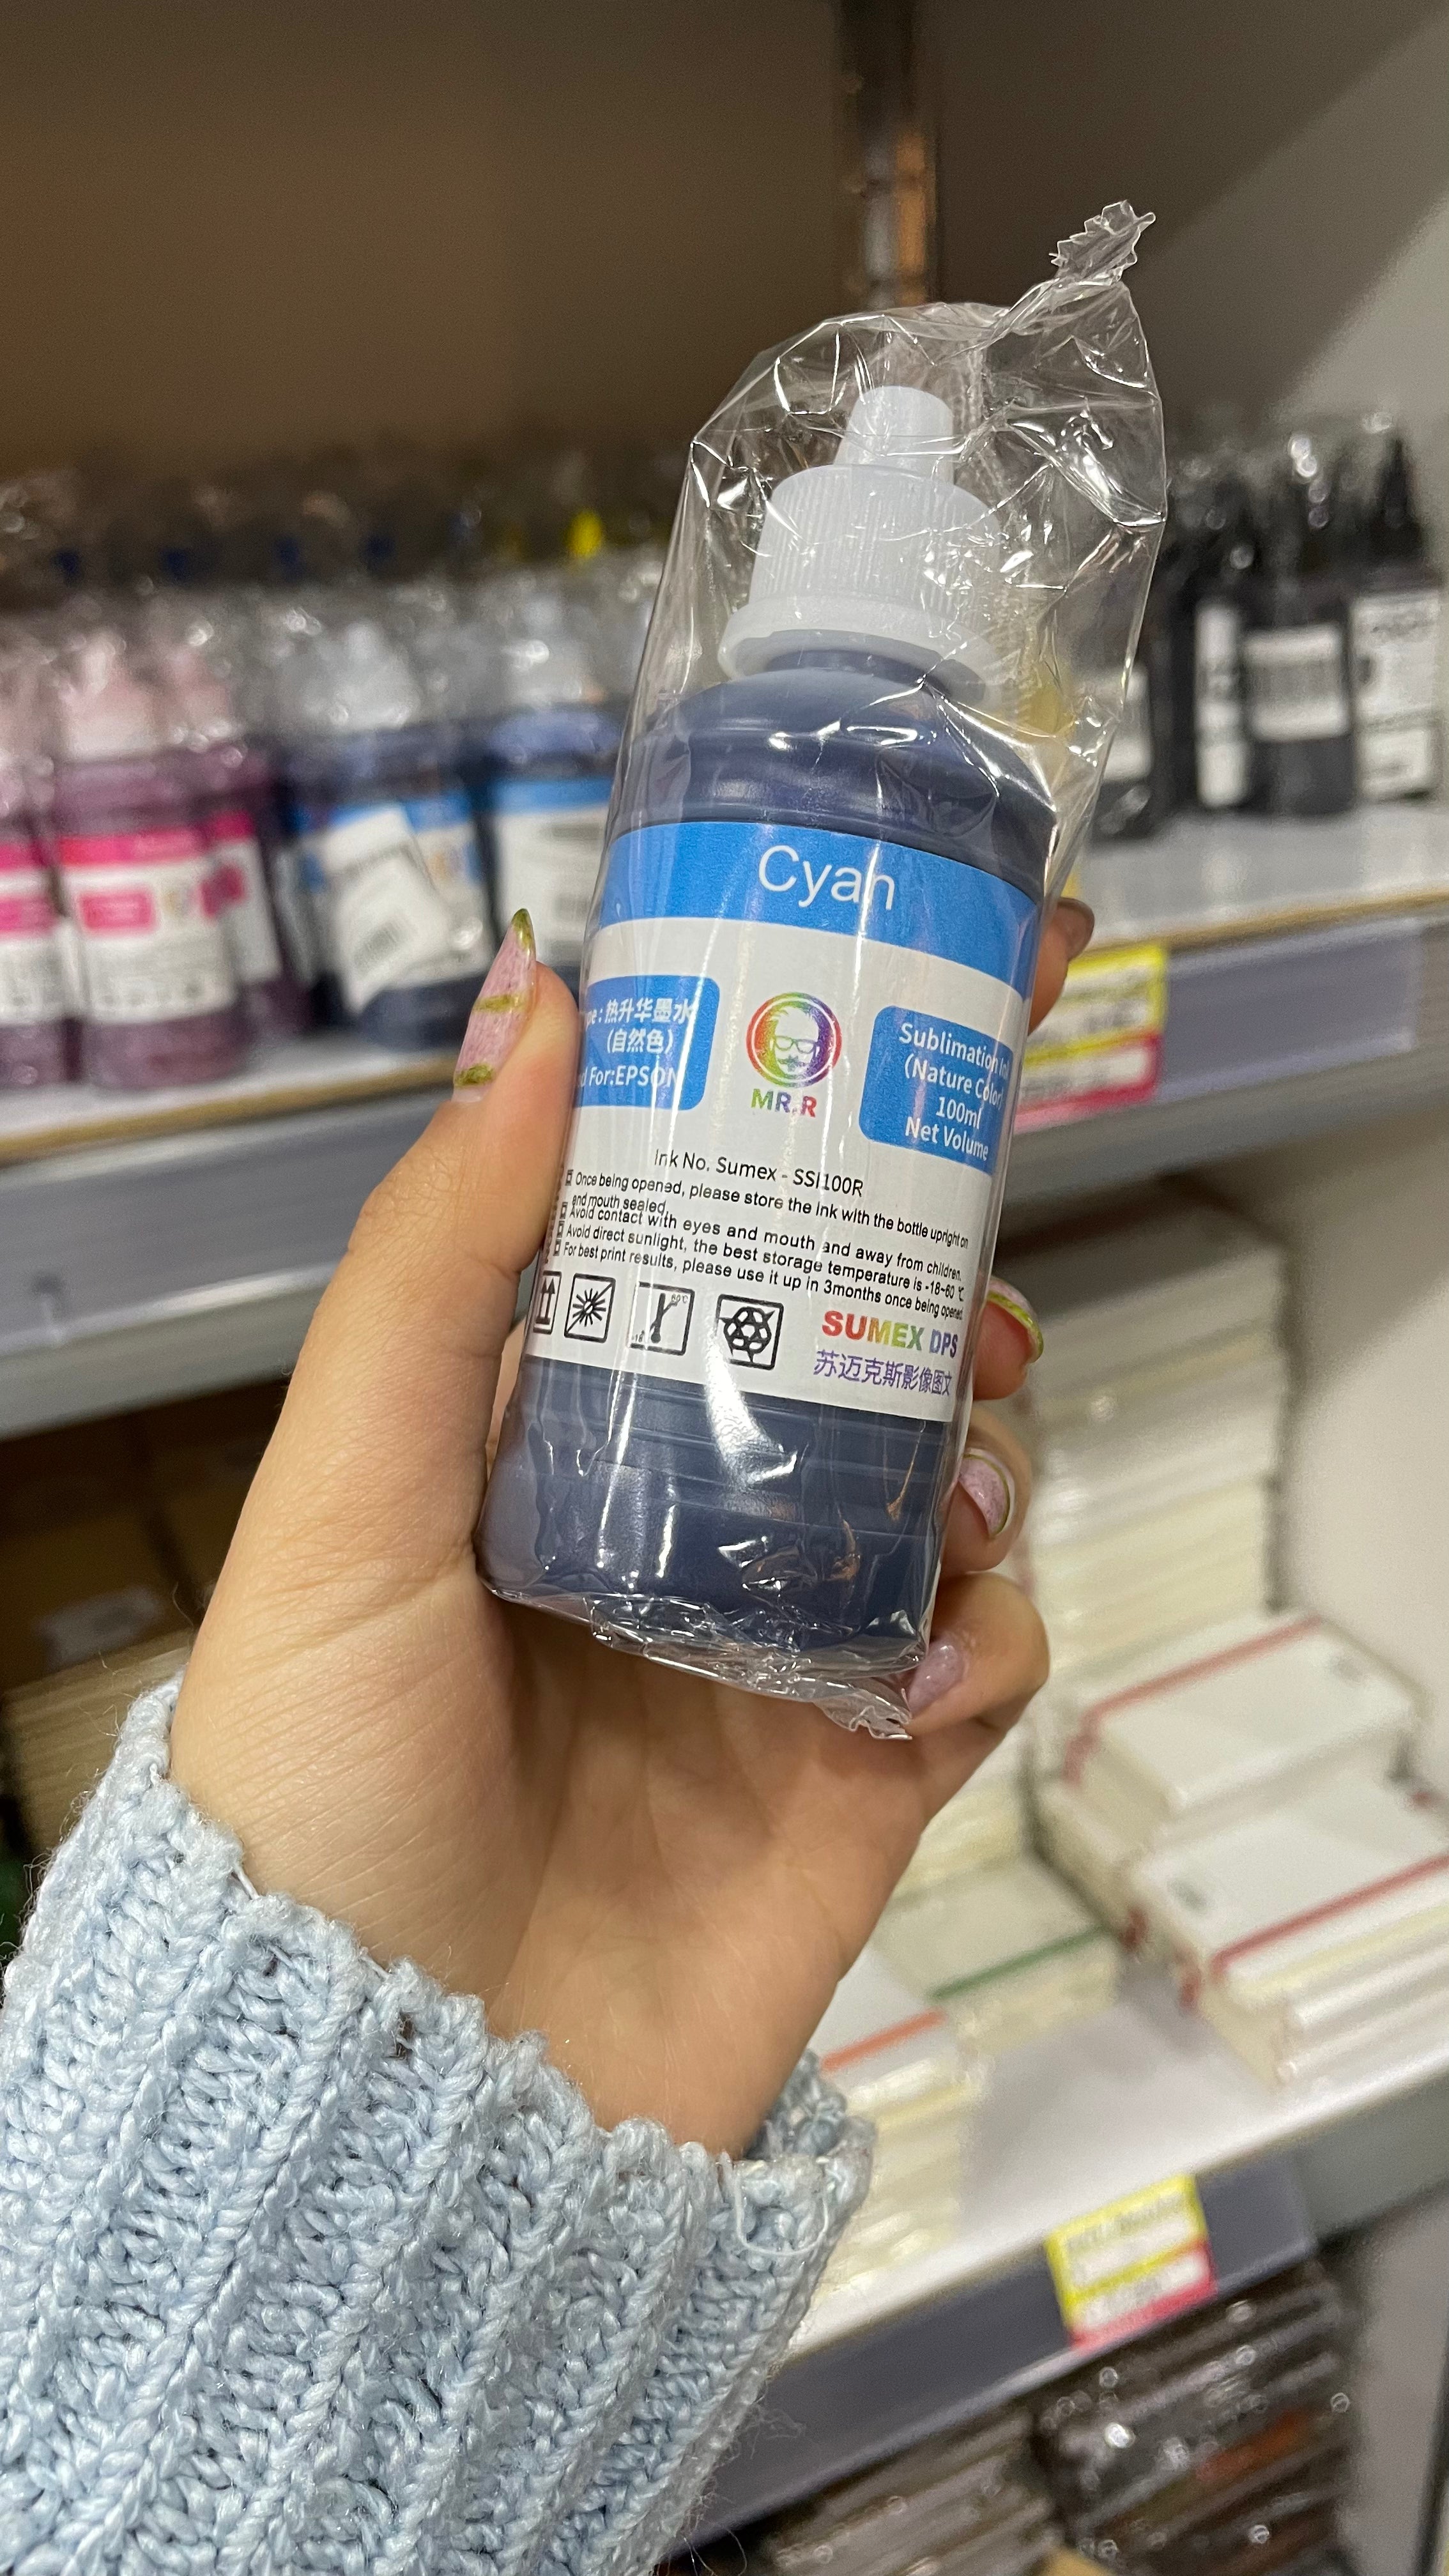 Cyan
: 热升华墨水
(自然色)
For:EPSON
MR.R
Sublimation
(Nature Color)
100ml
Net Volume
Ink No. Sumex - SSI100R
Once being opened, please store the ink with the bottle upright on
and mouth sealed.
Avoid contact with eyes and mouth and away from children.
Avoid direct sunlight, the best storage temperature is -18~60 ℃
For best print results, please use it up in 3months once being opened.
60℃
SUMEX DPS
苏迈克斯影像图文